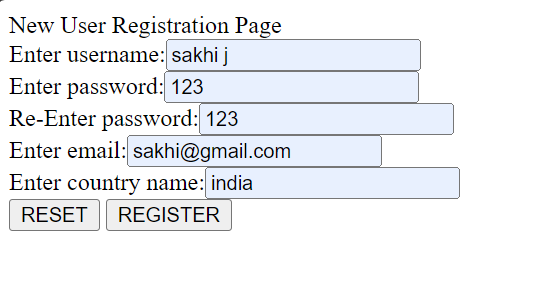 New User Registration Page
Enter username: sakhi j
Enter password: 123
Re-Enter password: 123
Enter email: sakhi@gmail.com
Enter country name: india
RESET REGISTER